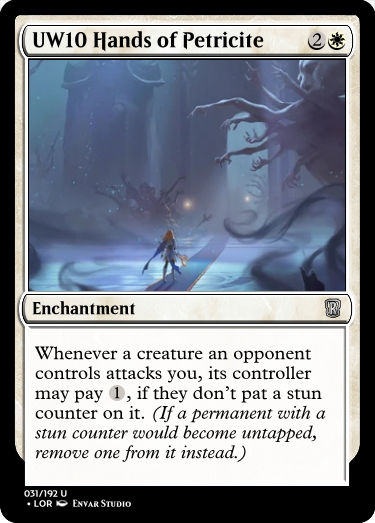 UW10 Hands of Petricite 2
Enchantment
Whenever a creature an opponent
controls attacks you, its controller
may pay 1, if they don't pat a stun
counter on it. (If a permanent with a
stun counter would become untapped,
remove one from it instead.)
031/192 U
• LOR Envar Studio